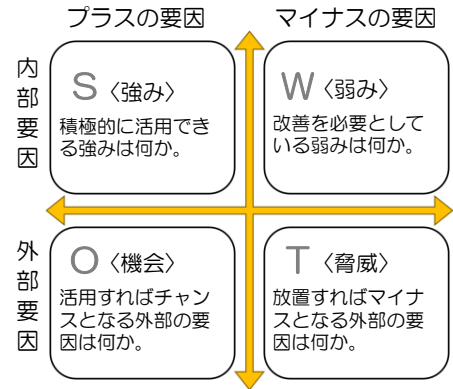 プラスの要因
マイナスの要因
内部要因
S〈強み〉
積極的に活用でき
る強みは何か。
W〈弱み〉
改善を必要として
いる弱みは何か。
外部要因
O〈機会〉
活用すればチャン
スとなる外部の要
因は何か。
T〈脅威〉
放置すればマイナ
スとなる外部の要
因は何か。